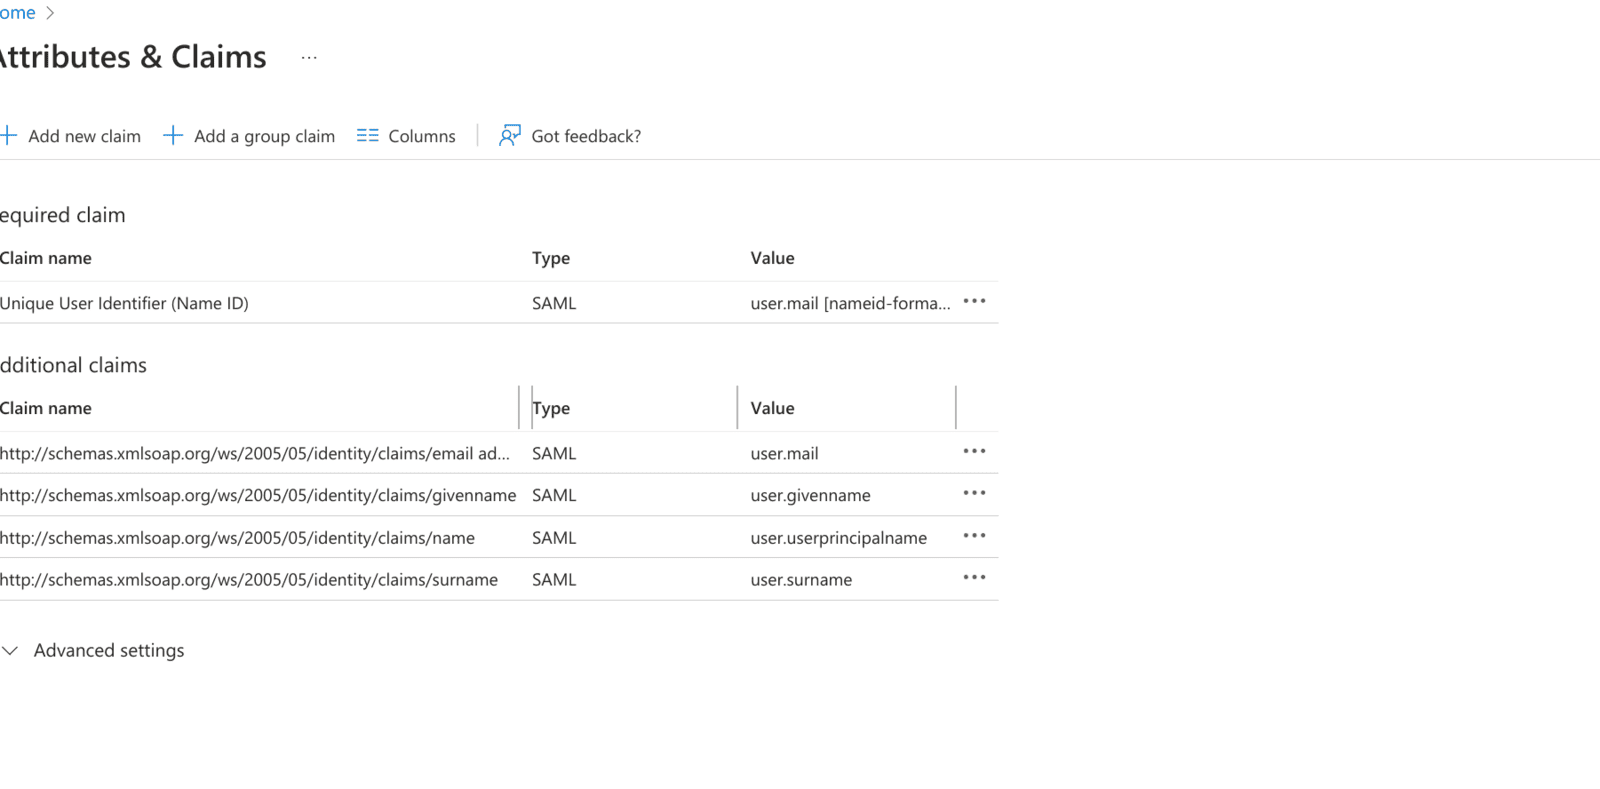 ome
Attributes & Claims ...
Add new claim Add a group claim Columns Got feedback?
equired claim
Claim name Type Value
Unique User Identifier (Name ID) SAML user.mail [nameid-forma... •••
dditional claims
Claim name Type Value
http://schemas.xmlsoap.org/ws/2005/05/identity/claims/email ad... SAML user.mail •••
http://schemas.xmlsoap.org/ws/2005/05/identity/claims/givenname SAML user.givenname •••
http://schemas.xmlsoap.org/ws/2005/05/identity/claims/name SAML user.userprincipalname •••
http://schemas.xmlsoap.org/ws/2005/05/identity/claims/surname SAML user.surname •••
Advanced settings